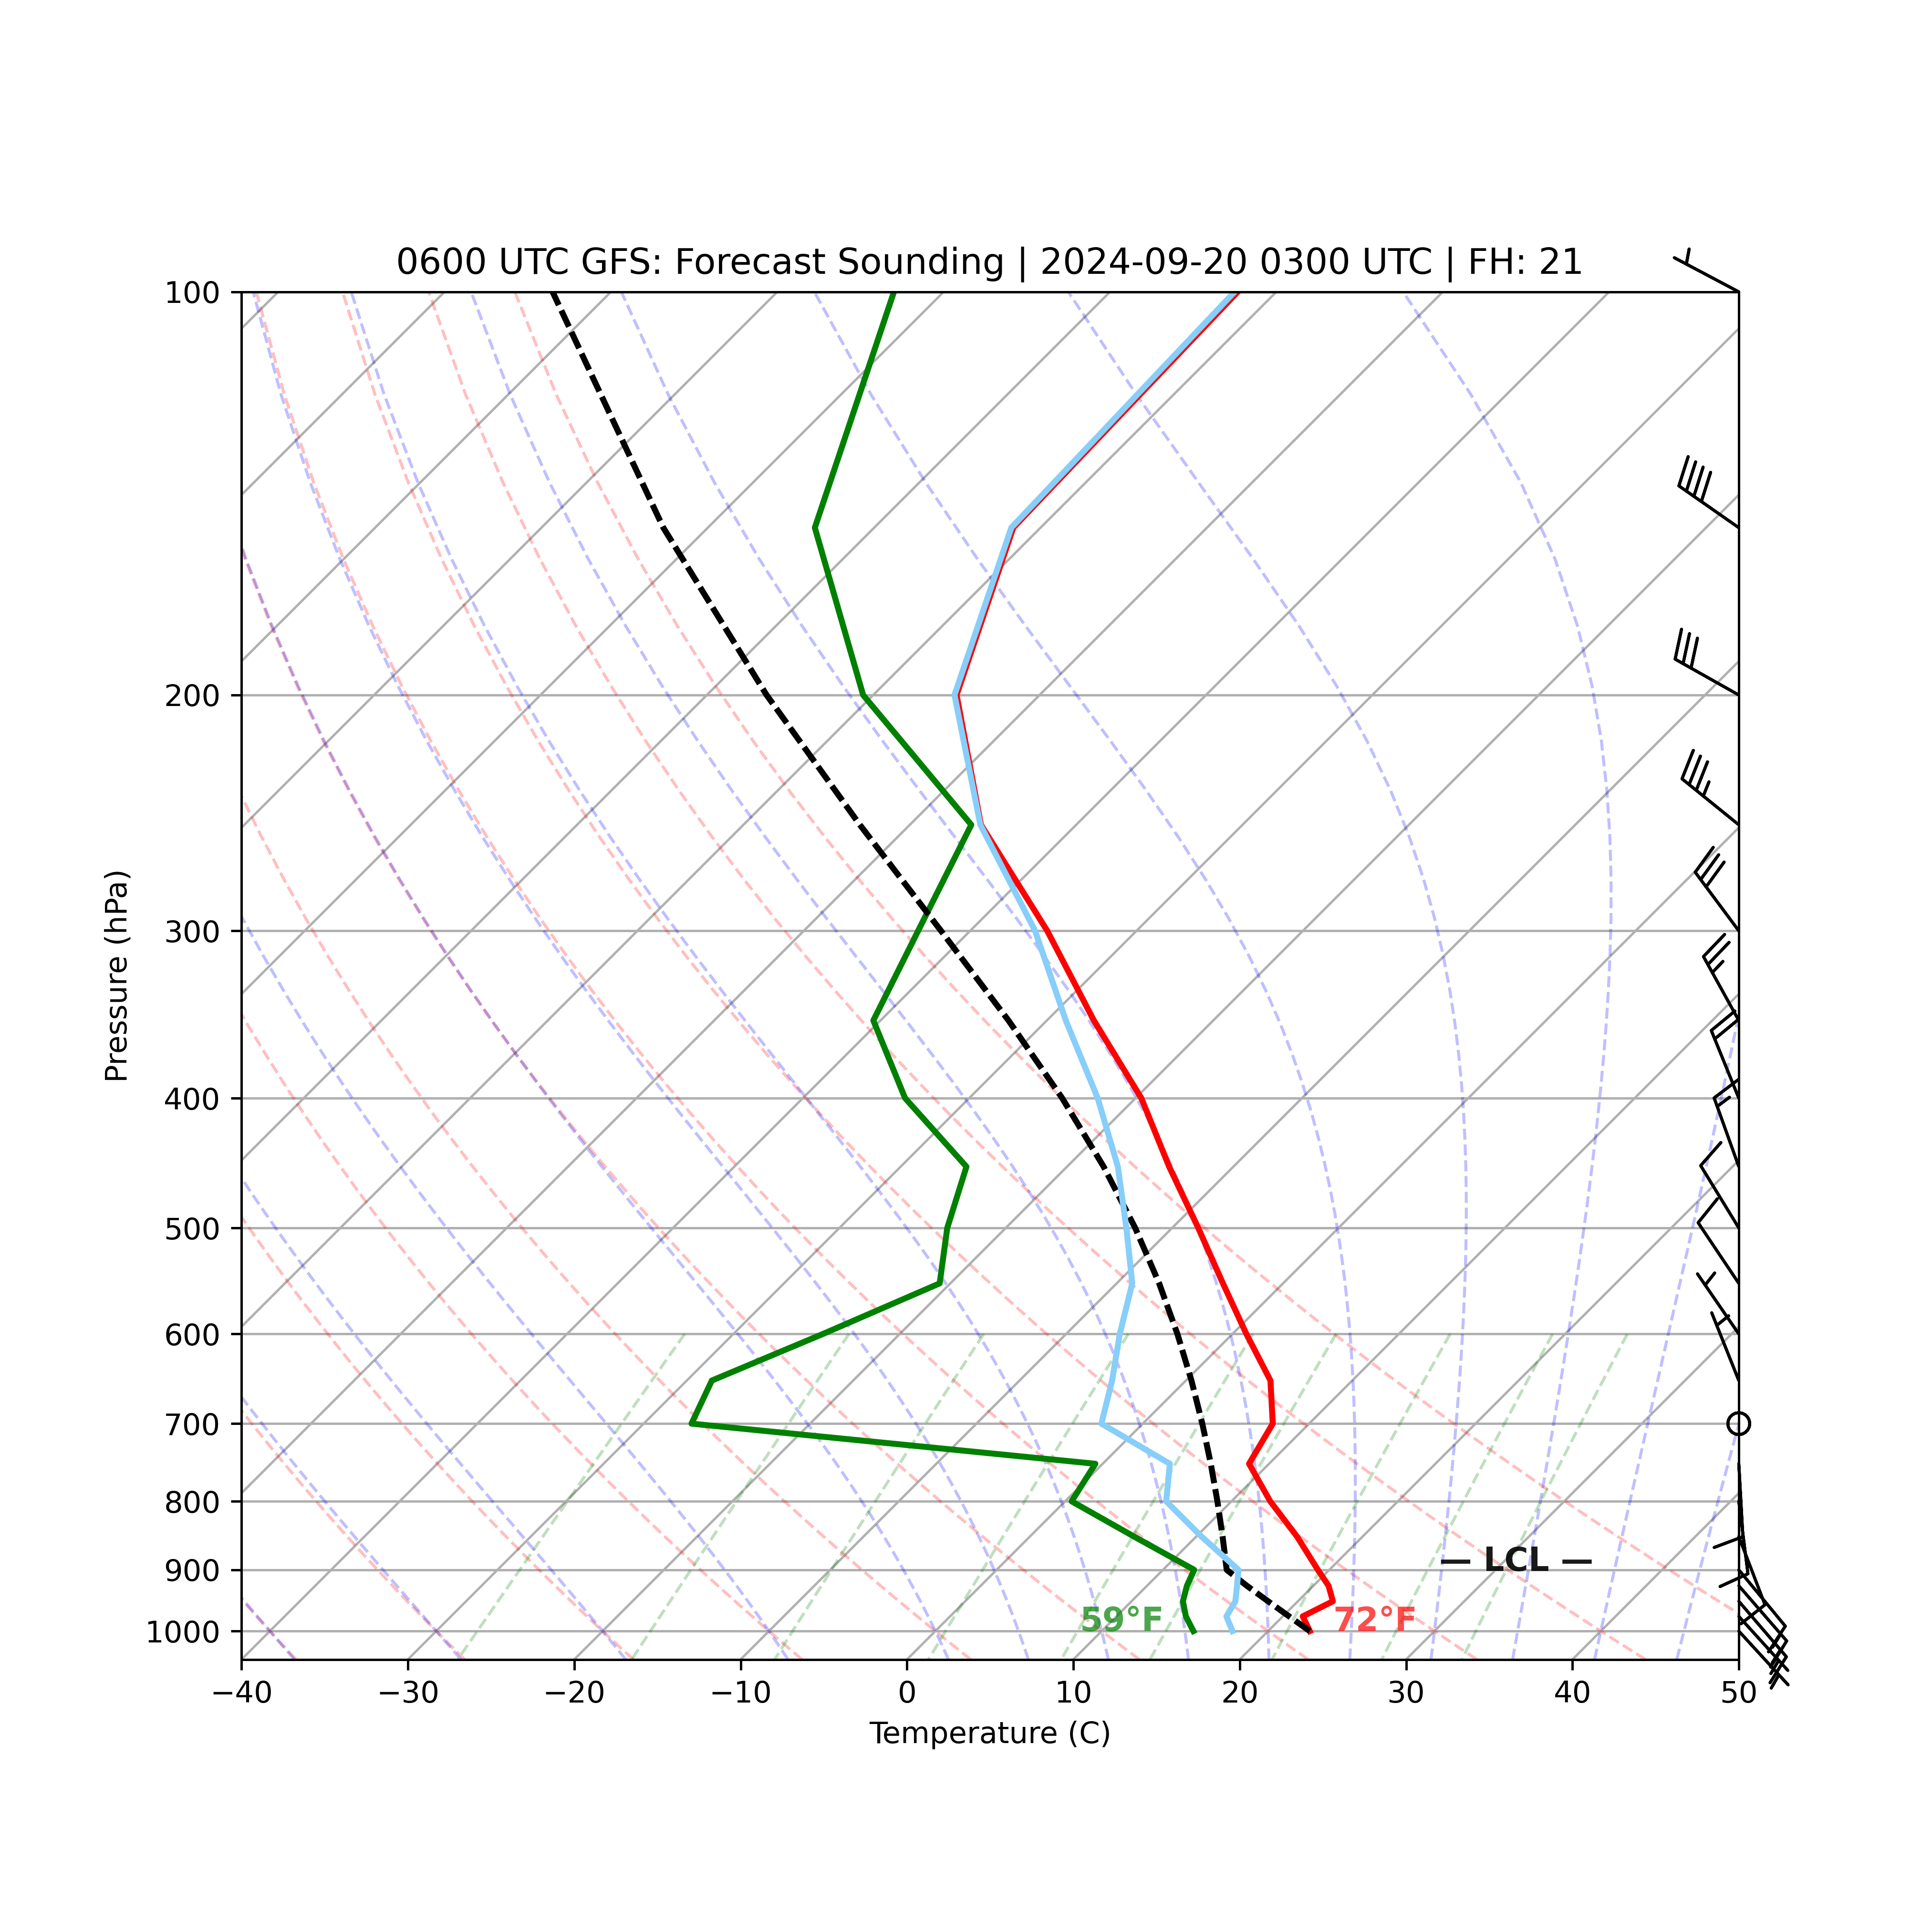 0600 UTC GFS: Forecast Sounding | 2024-09-20 0300 UTC | FH: 21
100
200
300
400
500
600
700
800
900
1000
Pressure (hPa)
— LCL —
59°F
72°F
−40 −30 −20 −10 0 10 20 30 40 50
Temperature (C)